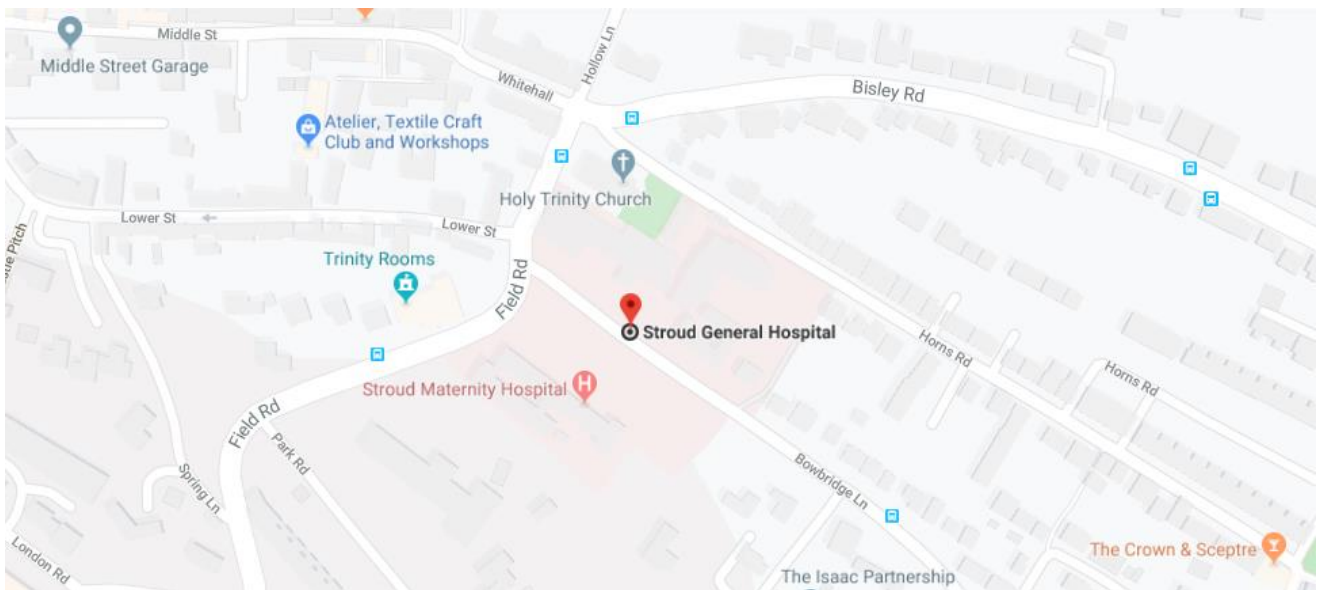 Middle St
Middle Street Garage
Whitehall
Hollow Ln
Bisley Rd
Atelier, Textile Craft
Club and Workshops
Holy Trinity Church
Lower St
Lower St
Pitch
Trinity Rooms
Field Rd
Stroud General Hospital
Horns Rd
Horns Rd
Stroud Maternity Hospital
H
Field Rd
Park Rd
Spring Ln
Bowbridge Ln
London Rd
The Crown & Sceptre
The Isaac Partnership